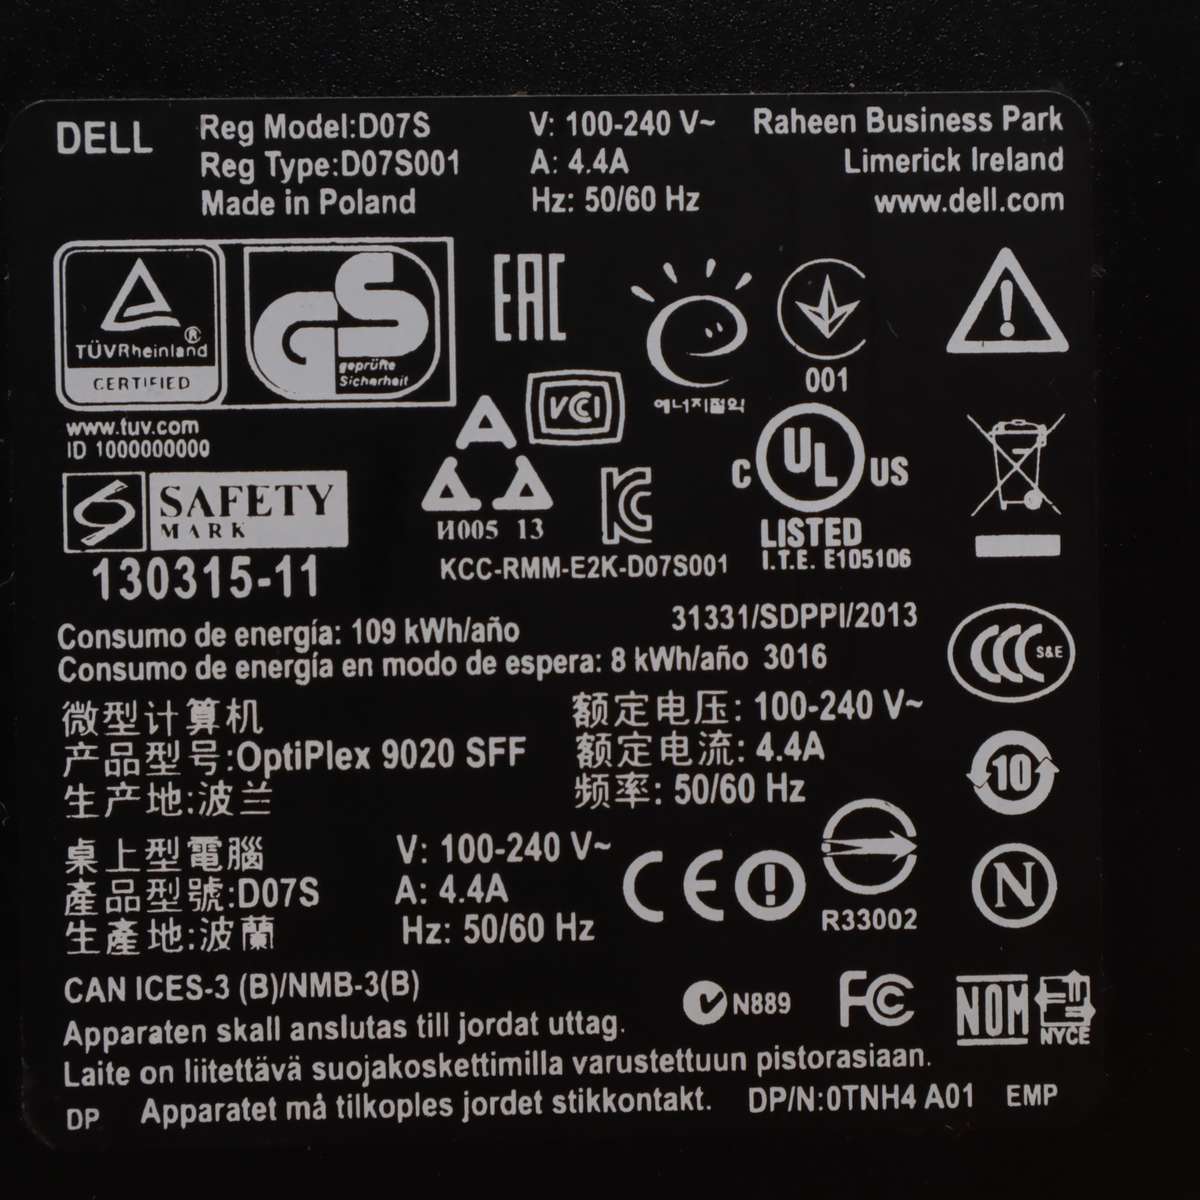 DELL
Reg Model:D07S
Reg Type:D07S001
Made in Poland
V: 100-240 V~
A: 4.4A
Hz: 50/60 Hz
Raheen Business Park
Limerick Ireland
www.dell.com
TÜVRheinland
®
CERTIFIED
GS
geprüfte
Sicherheit
www.tuv.com
ID 1000000000
EAC
에너지절약
001
VCI
И005 13
KC
KCC-RMM-E2K-D07S001
C UL US
LISTED
I.T.E. E105106
SAFETY
MARK
130315-11
31331/SDPPI/2013
Consumo de energía: 109 kWh/año
Consumo de energía en modo de espera: 8 kWh/año 3016
CCC S&E
微型计算机
产品型号:OptiPlex 9020 SFF
生产地:波兰
额定电压: 100-240 V~
额定电流: 4.4A
频率: 50/60 Hz
10
桌上型電腦
產品型號:D07S
生產地:波蘭
V: 100-240 V~
A: 4.4A
Hz: 50/60 Hz
CE
R33002
N
CAN ICES-3 (B)/NMB-3(B)
N889
FC
NOM
NYCE
Apparaten skall anslutas till jordat uttag.
Laite on liitettävä suojakoskettimilla varustettuun pistorasiaan.
DP Apparatet må tilkoples jordet stikkontakt. DP/N:0TNH4 A01 EMP